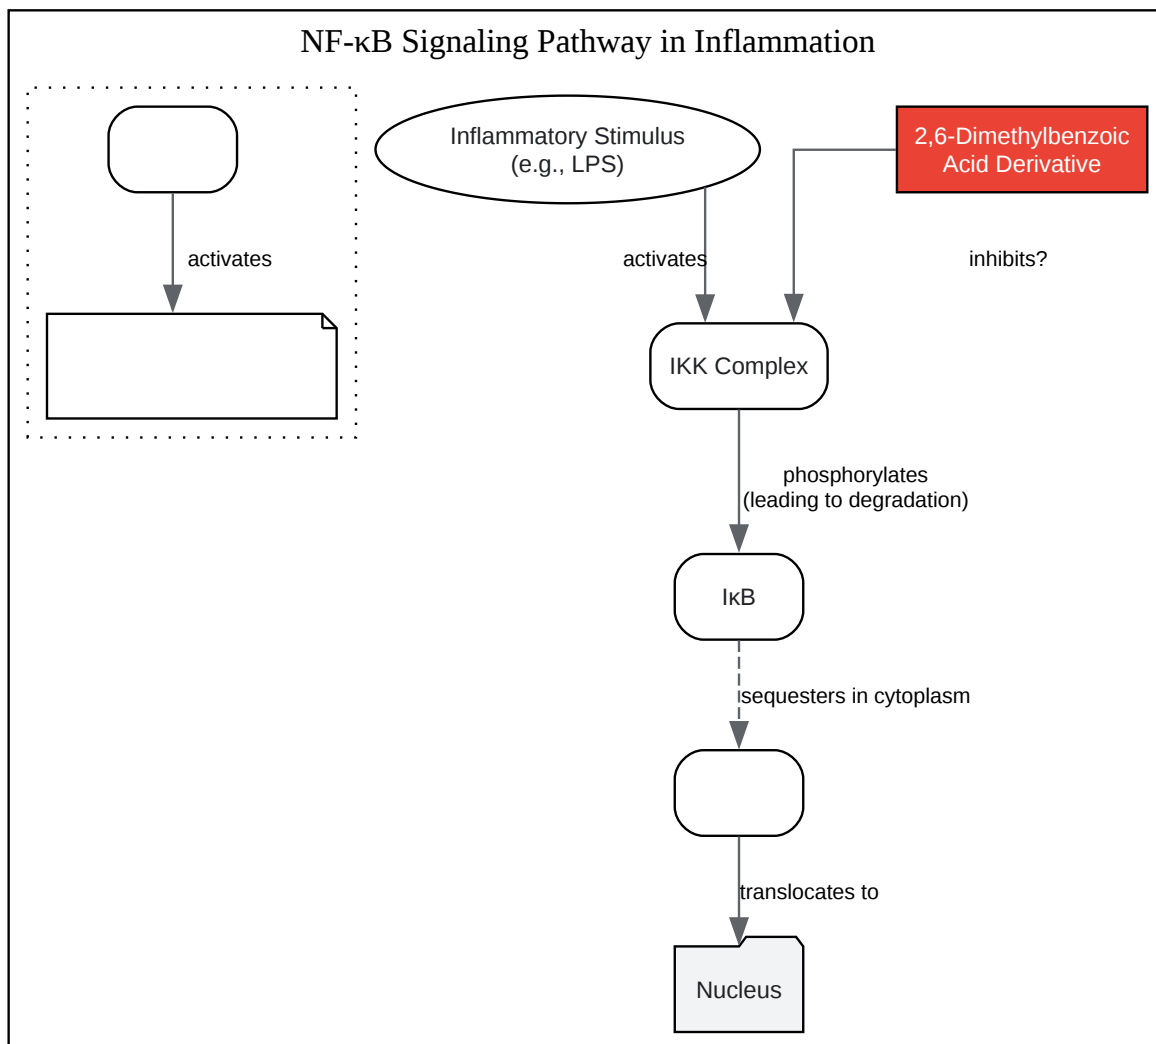 NF-κB Signaling Pathway in Inflammation
Inflammatory Stimulus
(e.g., LPS)
2,6-Dimethylbenzoic
Acid Derivative
activates
activates
inhibits?
IKK Complex
phosphorylates
(leading to degradation)
IκB
sequesters in cytoplasm
translocates to
Nucleus